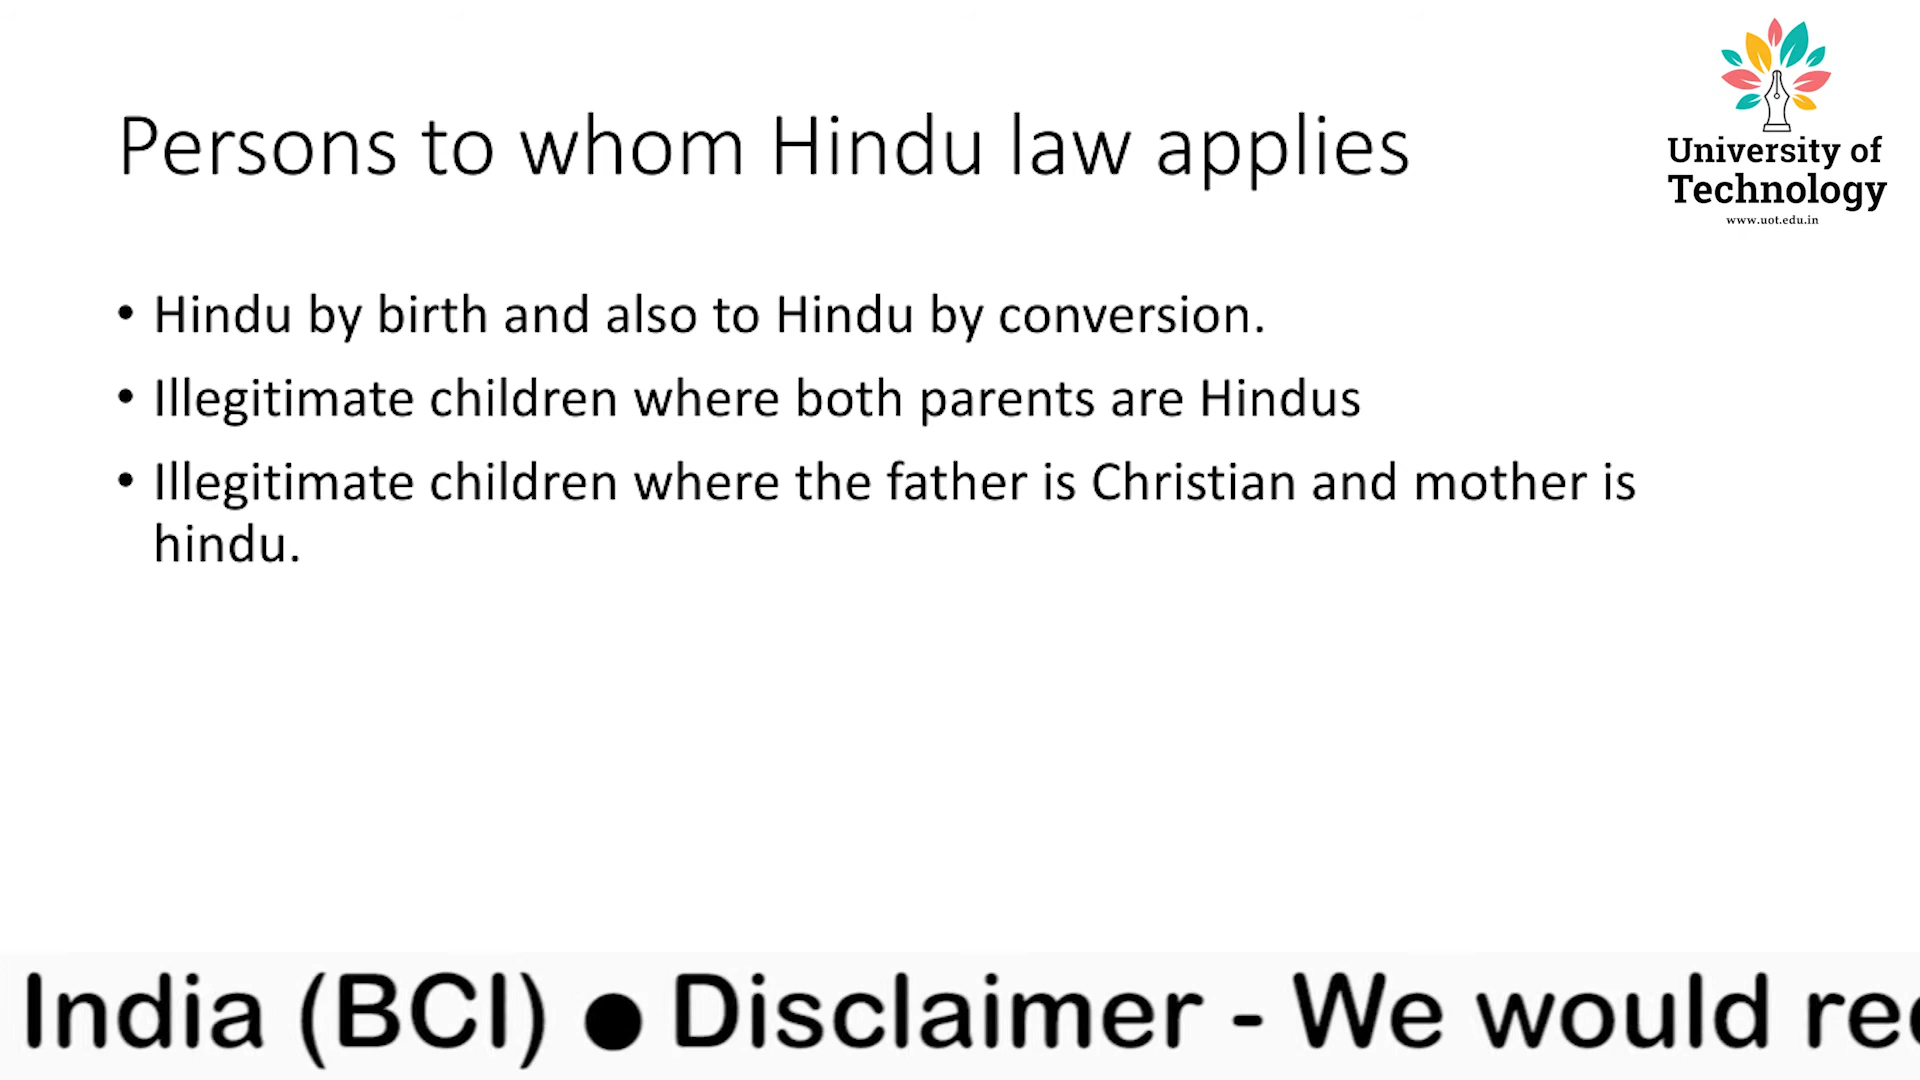 Persons to whom Hindu law applies
University of
Technology
www.uot.edu.in
• Hindu by birth and also to Hindu by conversion.
• Illegitimate children where both parents are Hindus
• Illegitimate children where the father is Christian and mother is
hindu.
India (BCI) ● Disclaimer - We would